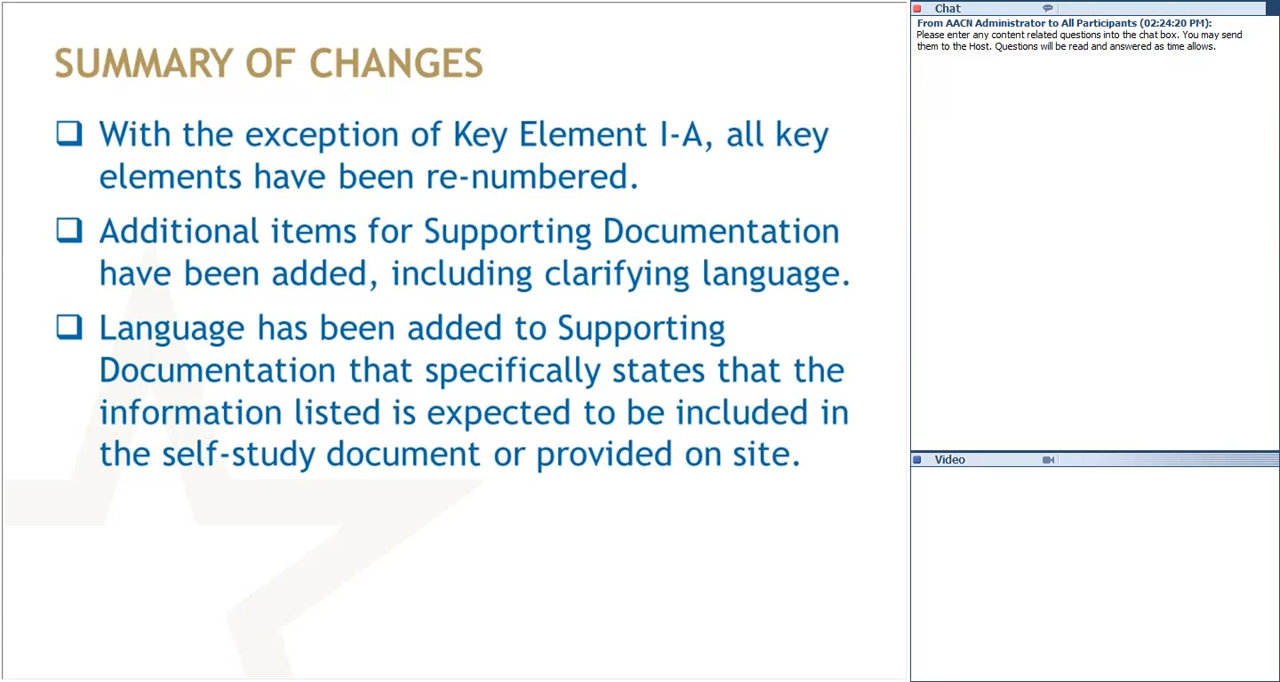 SUMMARY OF CHANGES
With the exception of Key Element I-A, all key
elements have been re-numbered.
Additional items for Supporting Documentation
have been added, including clarifying language.
Language has been added to Supporting
Documentation that specifically states that the
information listed is expected to be included in
the self-study document or provided on site.
Chat
From AACN Administrator to All Participants (02:24:20 PM):
Please enter any content related questions into the chat box. You may send
them to the Host. Questions will be read and answered as time allows.
Video